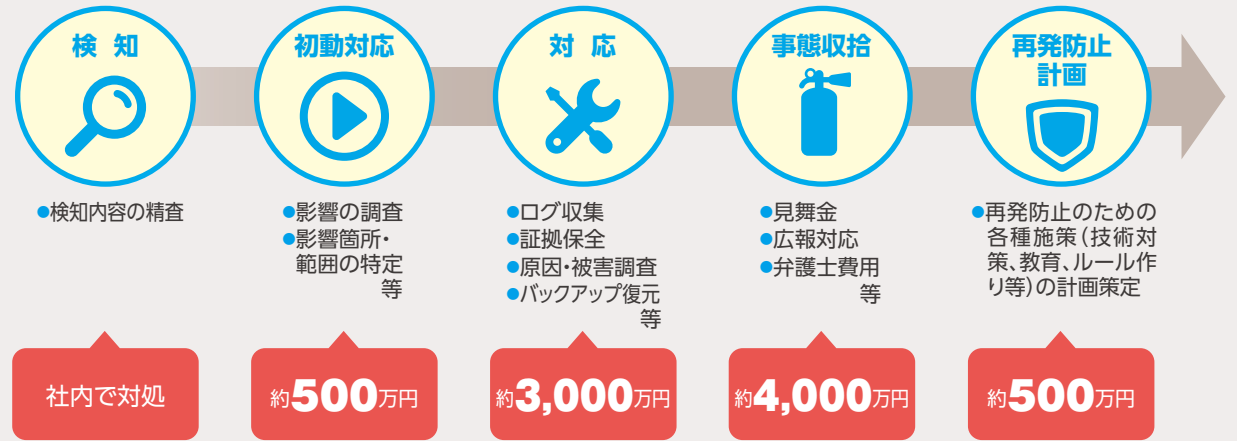 検 知
●検知内容の精査
社内で対処
初動対応
●影響の調査
●影響箇所・
範囲の特定
等
約500万円
対 応
●ログ収集
●証拠保全
●原因・被害調査
●バックアップ復元
等
約3,000万円
事態収拾
●見舞金
●広報対応
●弁護士費用
等
約4,000万円
再発防止
計画
●再発防止のための
各種施策（技術対
策、教育、ルール作
り等）の計画策定
約500万円